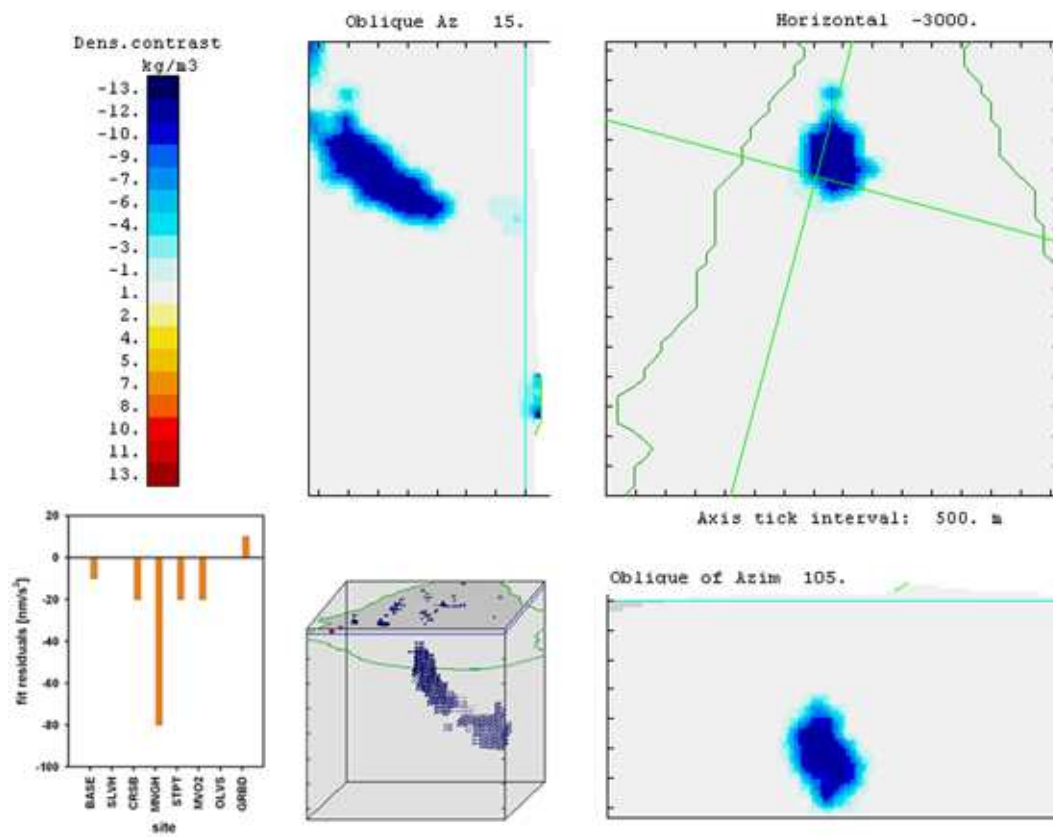 Dens.contrast
kg/m3
-13.
-12.
-10.
-9.
-7.
-6.
-4.
-3.
-1.
1.
2.
4.
5.
7.
8.
10.
11.
13.
Oblique Az 15.
Horizontal -3000.
Axis tick interval: 500. m
20
0
-20
-40
-60
-80
-100
fit residuals [nm/s²]
BASE
SLVH
CRSB
MNGH
STPT
MVO2
OLVS
GRBD
site
Oblique of Azim 105.